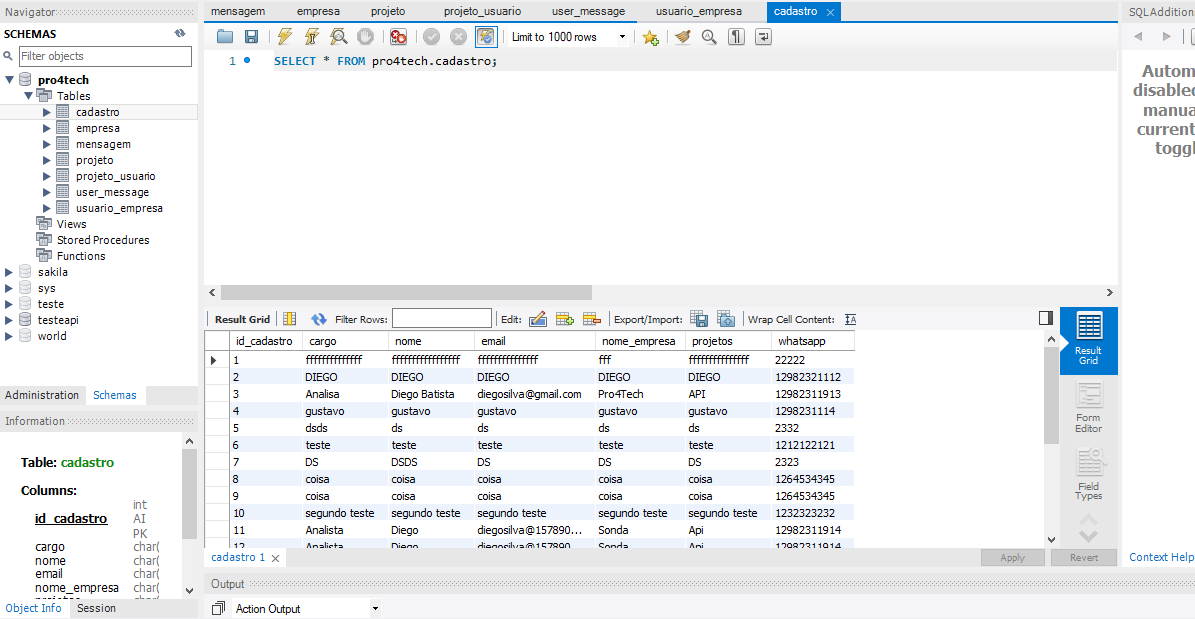 Navigator
SCHEMAS
Filter objects
pro4tech
Tables
cadastro
empresa
mensagem
projeto
projeto_usuario
user_message
usuario_empresa
Views
Stored Procedures
Functions
sakila
sys
teste
testeapi
world
Administration Schemas
Information
Table: cadastro
Columns:
id_cadastro int
AI
PK
cargo char(
nome char(
email char(
nome_empresa char(
Object Info Session
mensagem empresa projeto projeto_usuario user_message usuario_empresa cadastro
Limit to 1000 rows
1 SELECT * FROM pro4tech.cadastro;
Result Grid Filter Rows: Edit: Export/Import: Wrap Cell Content: IA
id_cadastro cargo nome email nome_empresa projetos whatsapp
1 ffffffffffffff fffffffffffffffff fffffffffffffff fff fffffffffffffff 22222
2 DIEGO DIEGO DIEGO DIEGO DIEGO 12982321112
3 Analisa Diego Batista diegosilva@gmail.com Pro4Tech API 12982311913
4 gustavo gustavo gustavo gustavo gustavo 1298231114
5 dsds ds ds ds ds 2332
6 teste teste teste teste teste 1212122121
7 DS DSDS DS DS DS 2323
8 coisa coisa coisa coisa coisa 1264534345
9 coisa coisa coisa coisa coisa 1264534345
10 segundo teste segundo teste segundo teste segundo teste segundo teste 1232323232
11 Analista Diego diegosilva@157890... Sonda Api 12982311914
12 Analista Diego diegosilva@157890 Sonda Api 12982311914
Result
Grid
Form
Editor
Field
Types
cadastro 1 Apply Revert
Output
Action Output
SQLAddition
Autom
disabled
manua
current
toggl
Context Help